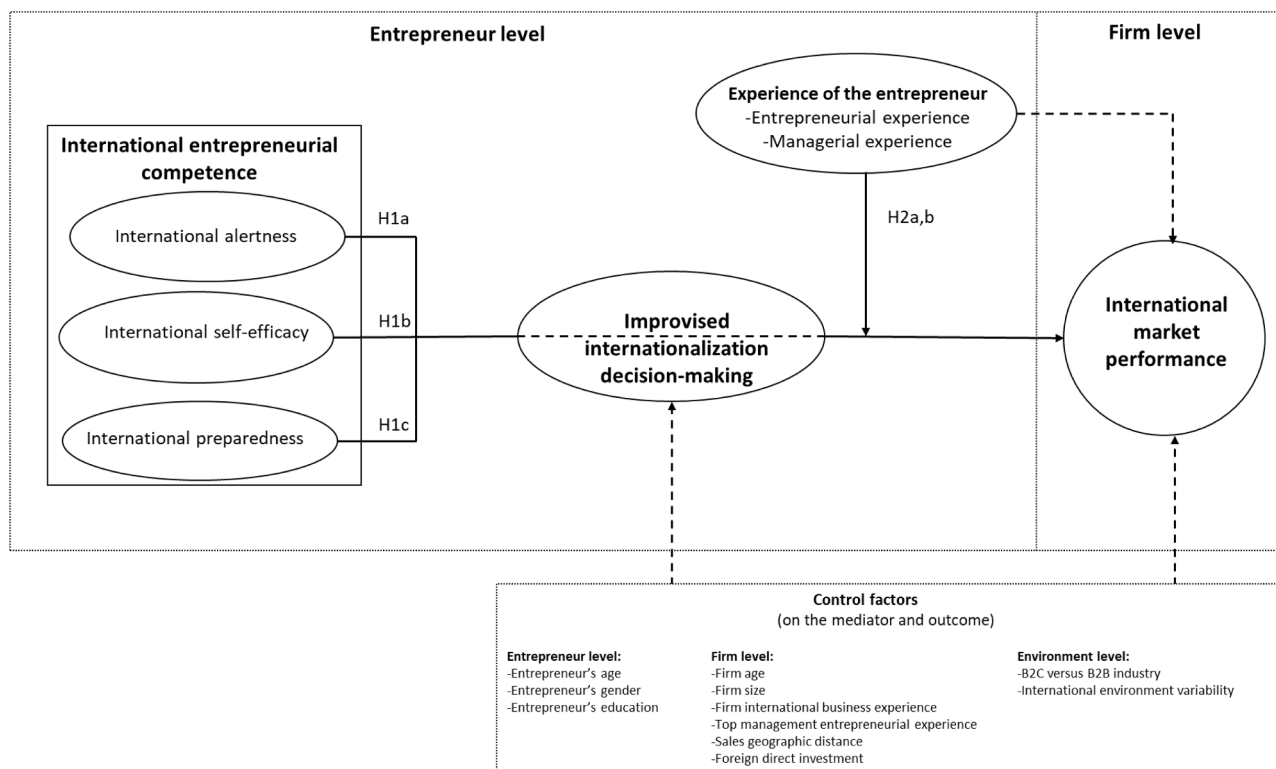 Entrepreneur level
Firm level
Experience of the entrepreneur
-Entrepreneurial experience
-Managerial experience
International entrepreneurial
competence
International alertness
International self-efficacy
International preparedness
H1a
H1b
H1c
H2a,b
Improvised
internationalization
decision-making
International
market
performance
Control factors
(on the mediator and outcome)
Entrepreneur level:
-Entrepreneur's age
-Entrepreneur's gender
-Entrepreneur's education
Firm level:
-Firm age
-Firm size
-Firm international business experience
-Top management entrepreneurial experience
-Sales geographic distance
-Foreign direct investment
Environment level:
-B2C versus B2B industry
-International environment variability